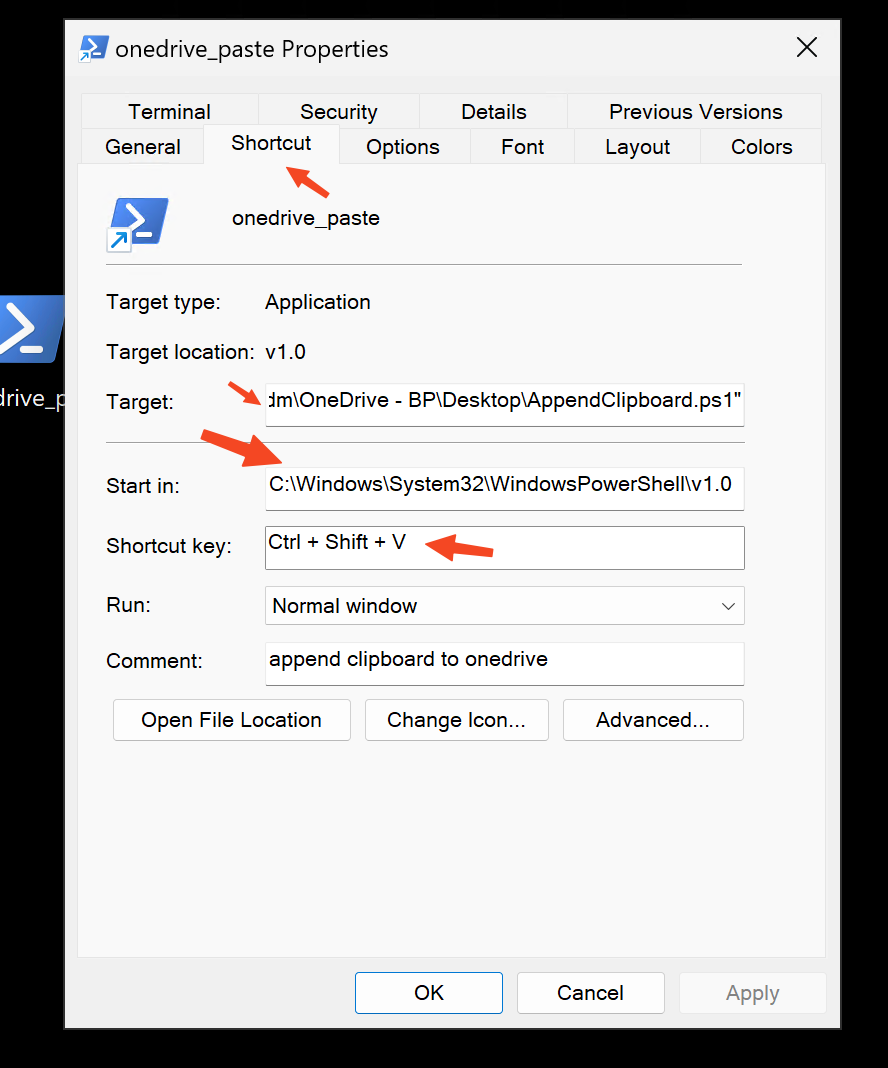 onedrive_paste Properties
Terminal Security Details Previous Versions
General Shortcut Options Font Layout Colors
onedrive_paste
Target type: Application
Target location: v1.0
drive_p
Target: dm\OneDrive - BP\Desktop\AppendClipboard.ps1"
Start in: C:\Windows\System32\WindowsPowerShell\v1.0
Shortcut key: Ctrl + Shift + V
Run: Normal window
Comment: append clipboard to onedrive
Open File Location Change Icon... Advanced...
OK Cancel Apply